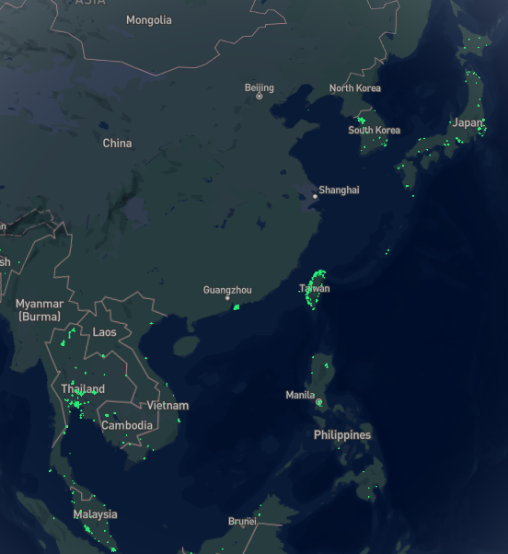 ASIA
Mongolia
Beijing
North Korea
South Korea
Japan
China
Shanghai
sh
Guangzhou
Taiwan
Myanmar
(Burma)
Laos
Thailand
Manila
Vietnam
Cambodia
Philippines
Malaysia
Brunei